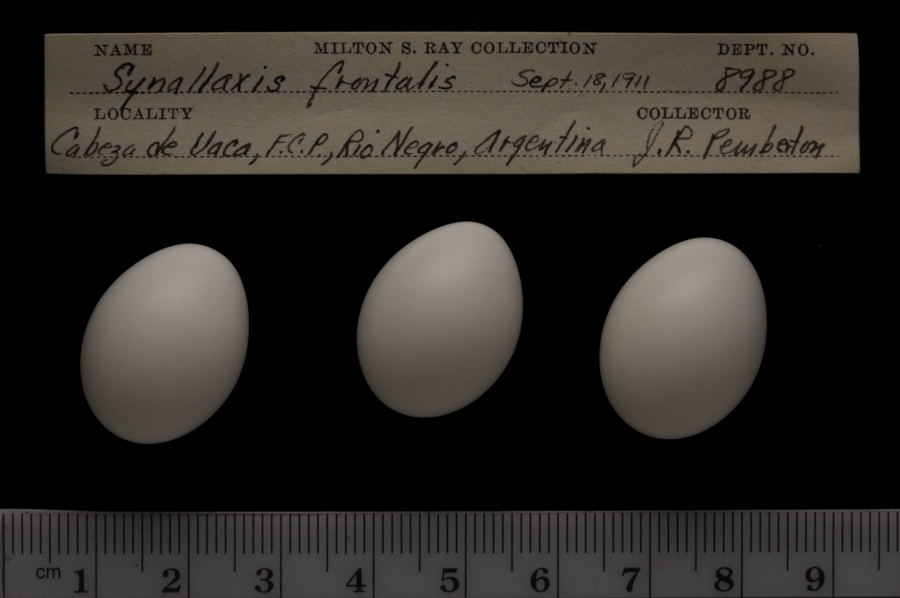 NAME MILTON S. RAY COLLECTION DEPT. NO.
Synallaxis frontalis Sept. 18, 1911 8988
LOCALITY COLLECTOR
Cabeza de Vaca, F.C.P., Rio Negro, Argentina J.R. Pemberton
cm 1 2 3 4 5 6 7 8 9